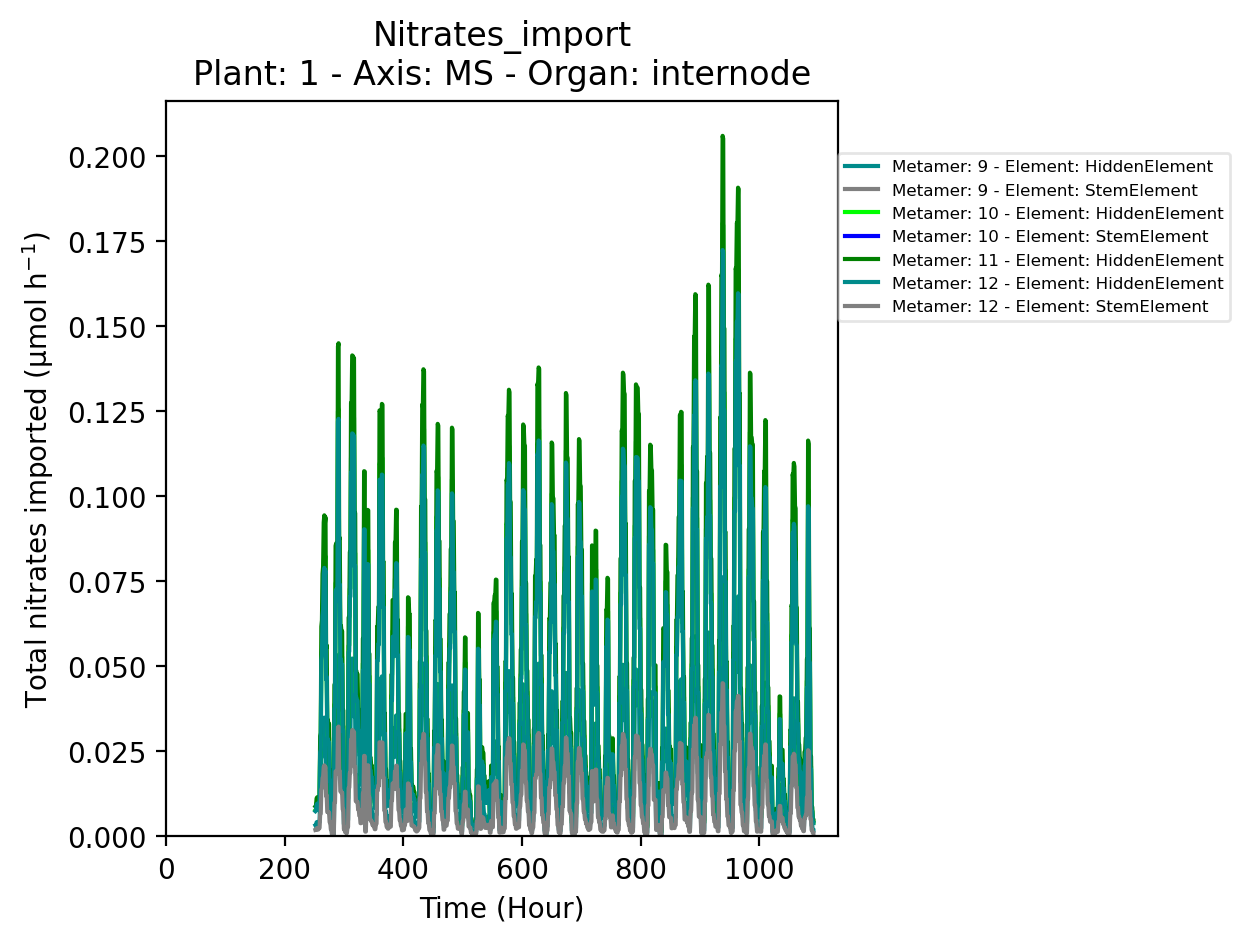 Nitrates_import
Plant: 1 - Axis: MS - Organ: internode
Total nitrates imported (µmol h⁻¹)
0.200
0.175
0.150
0.125
0.100
0.075
0.050
0.025
0.000
0 200 400 600 800 1000
Time (Hour)
Metamer: 9 - Element: HiddenElement
Metamer: 9 - Element: StemElement
Metamer: 10 - Element: HiddenElement
Metamer: 10 - Element: StemElement
Metamer: 11 - Element: HiddenElement
Metamer: 12 - Element: HiddenElement
Metamer: 12 - Element: StemElement